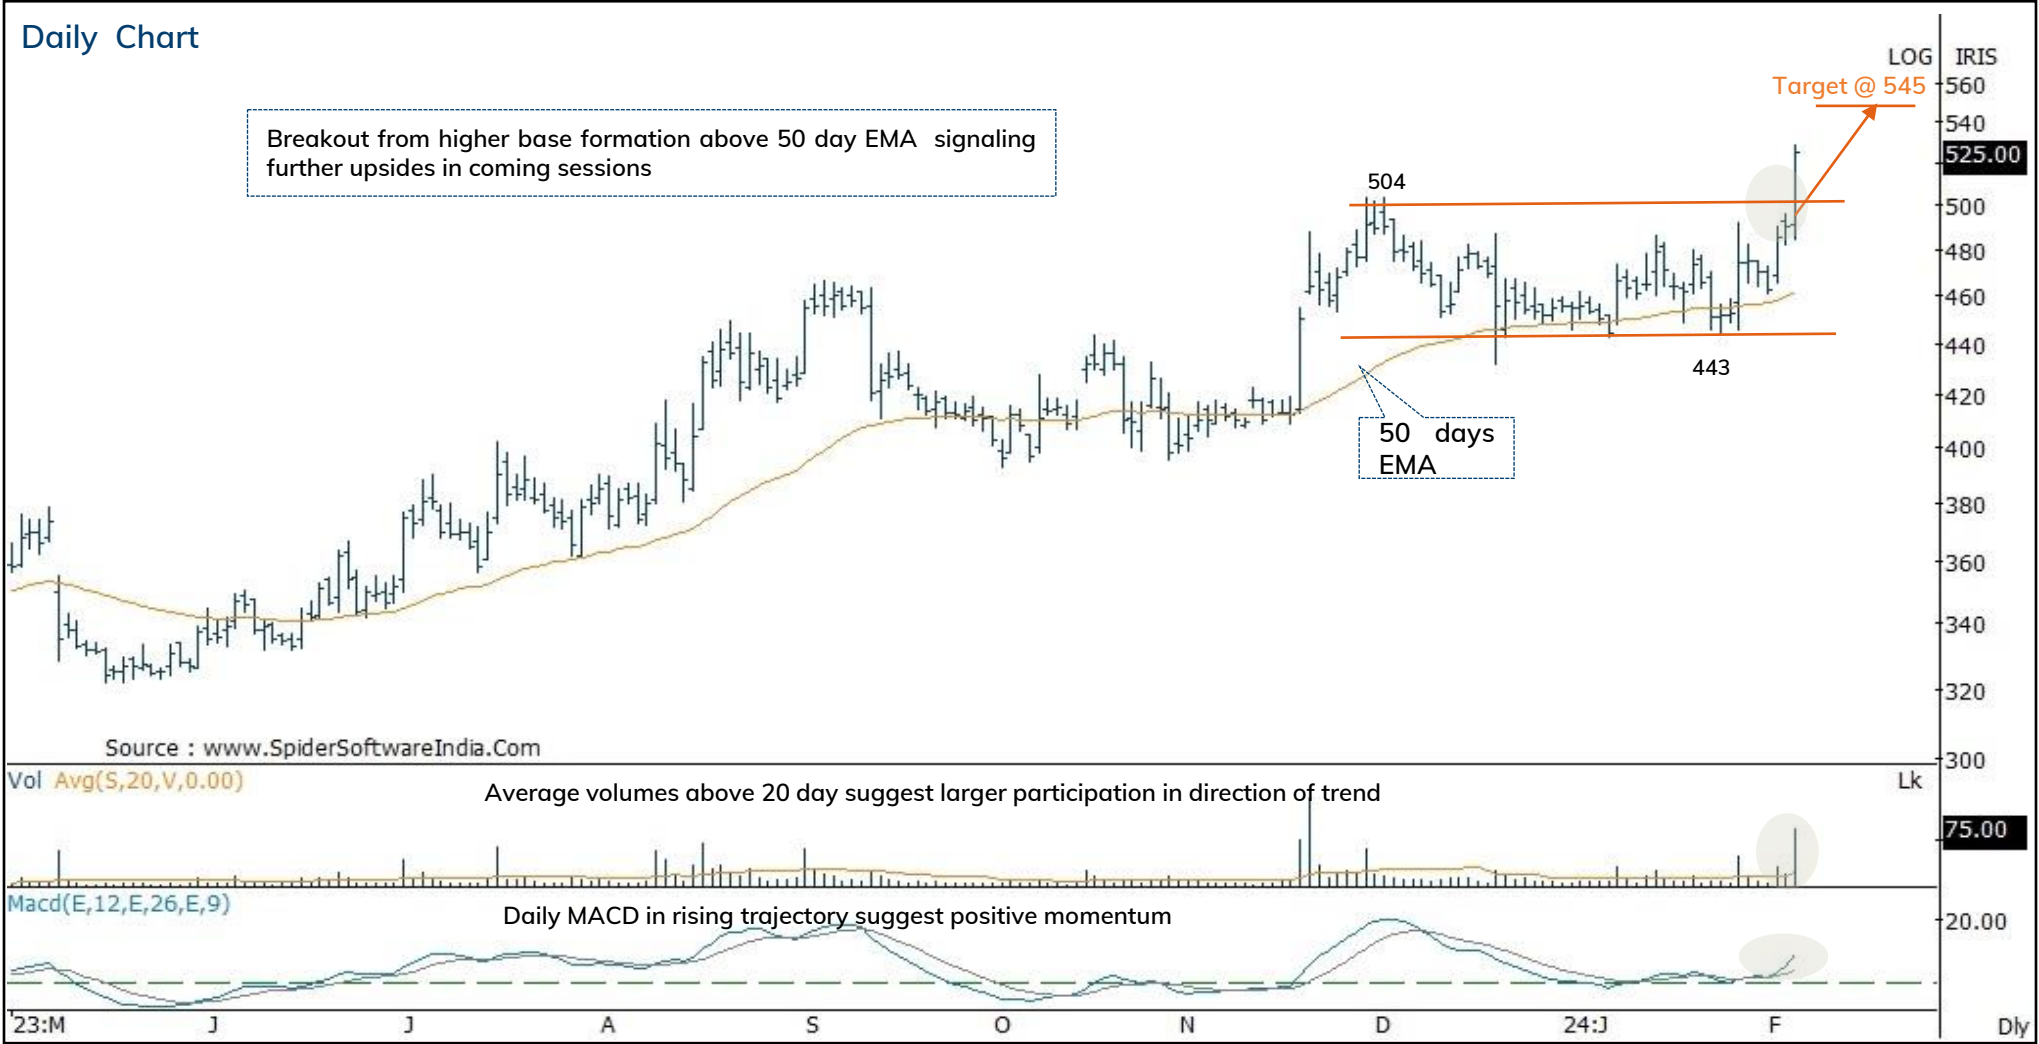 Daily Chart
LOG IRIS
Target @ 545
560
540
525.00
500
480
460
440
420
400
380
360
340
320
300
Breakout from higher base formation above 50 day EMA signaling
further upsides in coming sessions
504
443
50 days
EMA
Source : www.SpiderSoftwareIndia.Com
Vol Avg(S,20,V,0.00)
Average volumes above 20 day suggest larger participation in direction of trend
Lk
75.00
Macd(E,12,E,26,E,9)
Daily MACD in rising trajectory suggest positive momentum
20.00
'23:M J J A S O N D 24:J F Dly